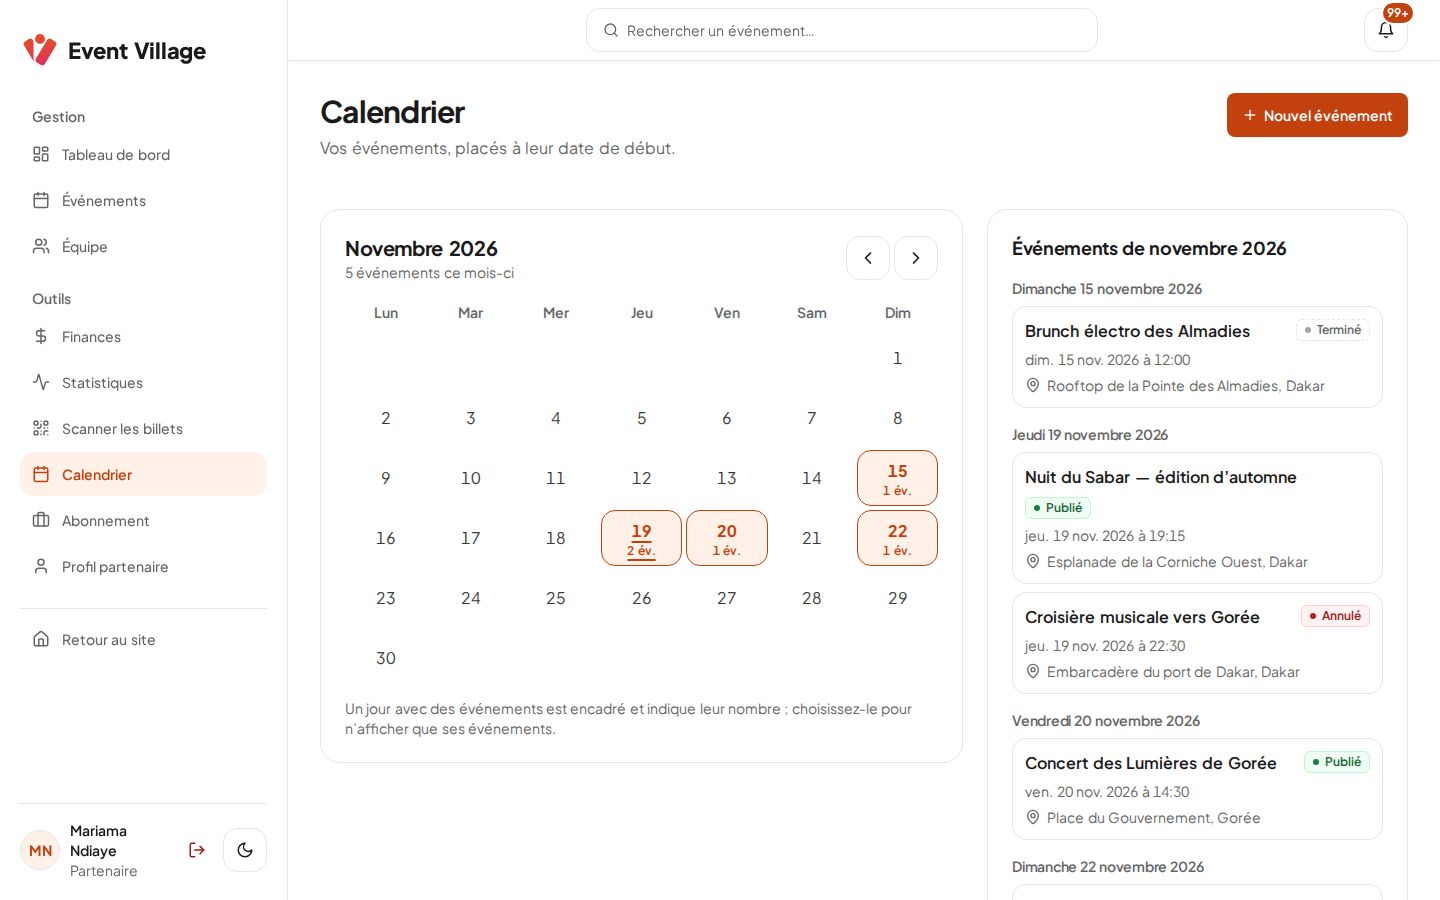 Event Village
Rechercher un événement...
99+
Gestion
Tableau de bord
Événements
Équipe
Outils
Finances
Statistiques
Scanner les billets
Calendrier
Abonnement
Profil partenaire
Retour au site
MN
Mariama
Ndiaye
Partenaire
Calendrier
Vos événements, placés à leur date de début.
+ Nouvel événement
Novembre 2026
5 événements ce mois-ci
Lun Mar Mer Jeu Ven Sam Dim
1
2 3 4 5 6 7 8
9 10 11 12 13 14 15
1 év.
16 17 18 19 20 21 22
2 év. 1 év. 1 év.
23 24 25 26 27 28 29
30
Un jour avec des événements est encadré et indique leur nombre ; choisissez-le pour
n’afficher que ses événements.
Événements de novembre 2026
Dimanche 15 novembre 2026
Brunch électro des Almadies Terminé
dim. 15 nov. 2026 à 12:00
Rooftop de la Pointe des Almadies, Dakar
Jeudi 19 novembre 2026
Nuit du Sabar — édition d’automne
Publié
jeu. 19 nov. 2026 à 19:15
Esplanade de la Corniche Ouest, Dakar
Croisière musicale vers Gorée Annulé
jeu. 19 nov. 2026 à 22:30
Embarcadère du port de Dakar, Dakar
Vendredi 20 novembre 2026
Concert des Lumières de Gorée Publié
ven. 20 nov. 2026 à 14:30
Place du Gouvernement, Gorée
Dimanche 22 novembre 2026